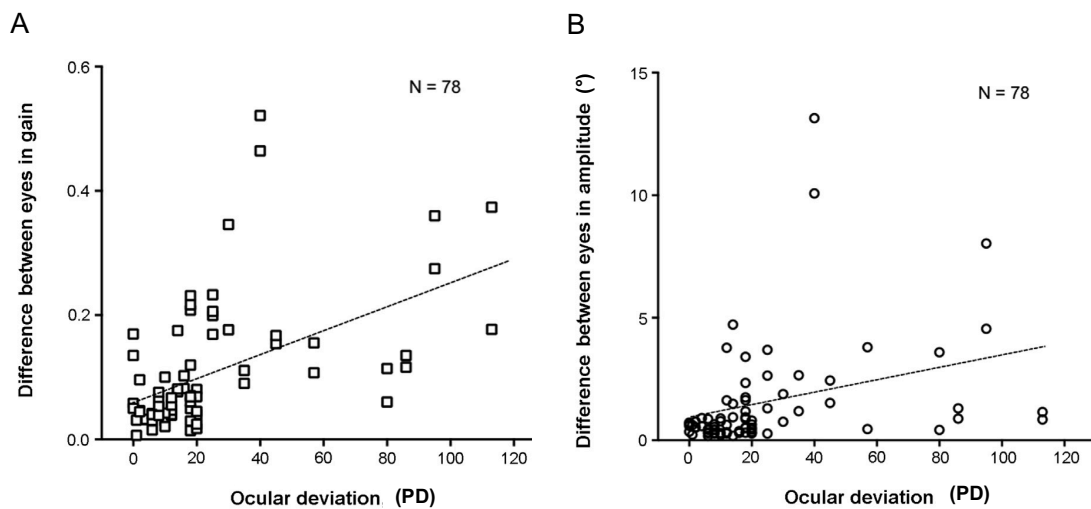 A
Difference between eyes in gain
0.6
0.4
0.2
0.0
N = 78
0 20 40 60 80 100 120
Ocular deviation (PD)
B
Difference between eyes in amplitude (°)
15
10
5
0
N = 78
0 20 40 60 80 100 120
Ocular deviation (PD)